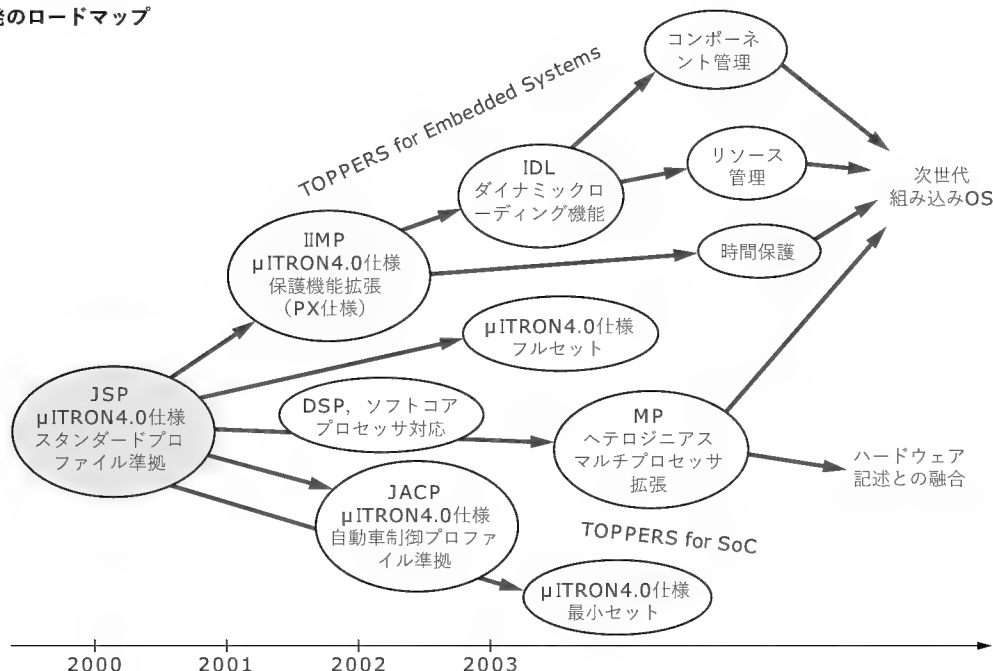 発のロードマップ
TOPPERS for Embedded Systems
コンポーネ
ント管理
IDL
ダイナミックロ
ーディング機能
リソース
管理
次世代
組み込みOS
IIMP
μITRON4.0仕様
保護機能拡張
（PX仕様）
時間保護
μITRON4.0仕様
フルセット
JSP
μITRON4.0仕様
スタンダードプロ
ファイル準拠
DSP，ソフトコア
プロセッサ対応
MP
ヘテロジニアス
マルチプロセッサ
拡張
ハードウェア
記述との融合
JACP
μITRON4.0仕様
自動車制御プロファ
イル準拠
TOPPERS for SoC
μITRON4.0仕様
最小セット
2000 2001 2002 2003